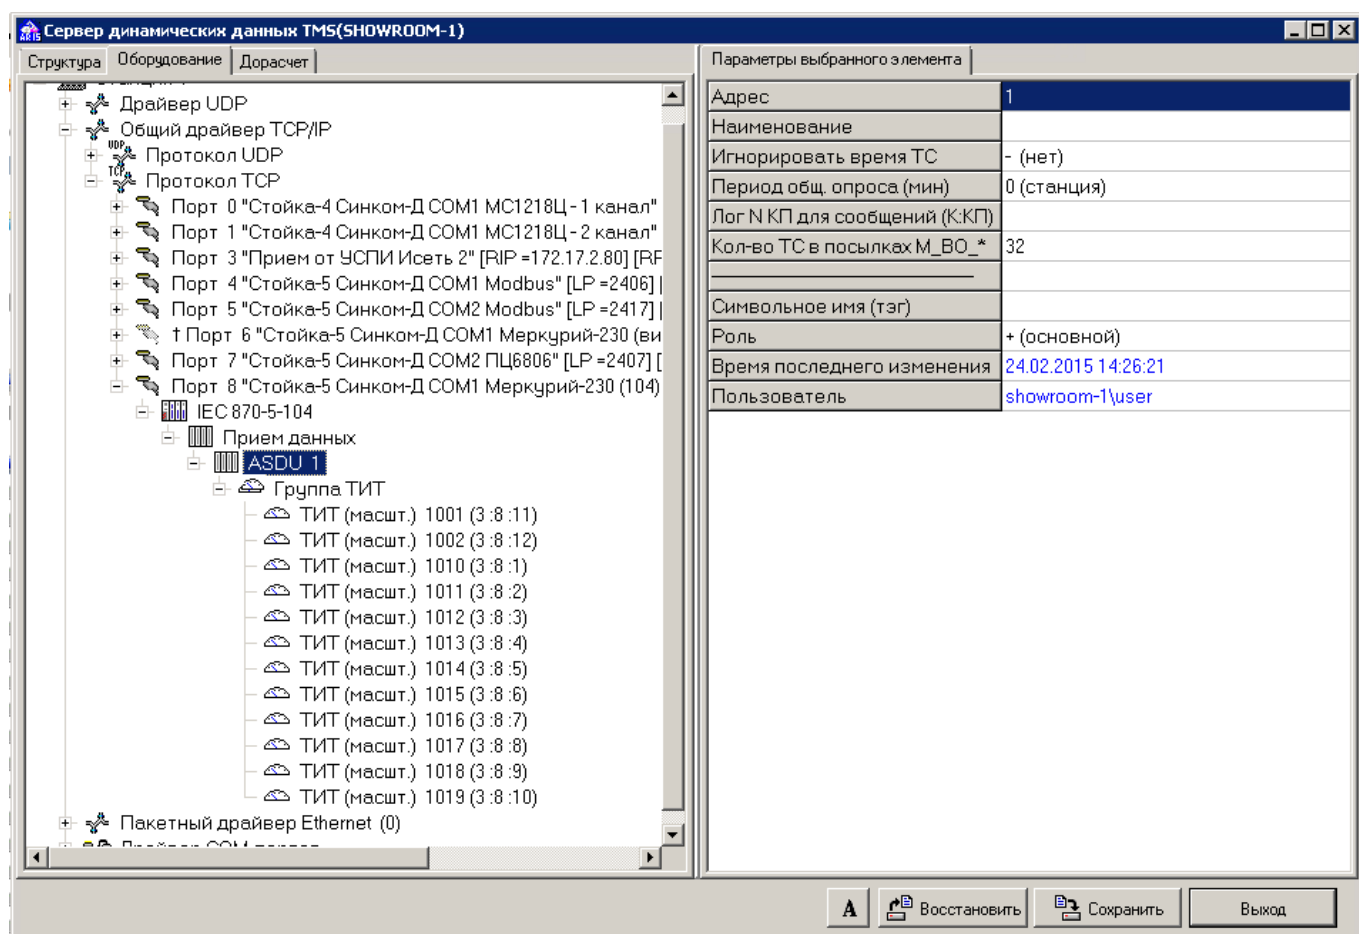 Сервер динамических данных TMS(SHOWROOM-1)
Структура Оборудование Дорасчет
Драйвер UDP
Общий драйвер TCP/IP
UDP Протокол UDP
TCP Протокол TCP
Порт 0 "Стойка-4 Синком-Д COM1 МС1218Ц - 1 канал"
Порт 1 "Стойка-4 Синком-Д COM1 МС1218Ц - 2 канал"
Порт 3 "Прием от УСПИ Исеть 2" [RIP =172.17.2.80] [RF
Порт 4 "Стойка-5 Синком-Д COM1 Modbus" [LP =2406] [
Порт 5 "Стойка-5 Синком-Д COM2 Modbus" [LP =2417] [
† Порт 6 "Стойка-5 Синком-Д COM1 Меркурий-230 (ви
Порт 7 "Стойка-5 Синком-Д COM2 ПЦ6806" [LP =2407] [
Порт 8 "Стойка-5 Синком-Д COM1 Меркурий-230 (104)
IEC 870-5-104
Прием данных
ASDU 1
Группа ТИТ
ТИТ (масшт.) 1001 (3 :8 :11)
ТИТ (масшт.) 1002 (3 :8 :12)
ТИТ (масшт.) 1010 (3 :8 :1)
ТИТ (масшт.) 1011 (3 :8 :2)
ТИТ (масшт.) 1012 (3 :8 :3)
ТИТ (масшт.) 1013 (3 :8 :4)
ТИТ (масшт.) 1014 (3 :8 :5)
ТИТ (масшт.) 1015 (3 :8 :6)
ТИТ (масшт.) 1016 (3 :8 :7)
ТИТ (масшт.) 1017 (3 :8 :8)
ТИТ (масшт.) 1018 (3 :8 :9)
ТИТ (масшт.) 1019 (3 :8 :10)
Пакетный драйвер Ethernet (0)
Параметры выбранного элемента
Адрес 1
Наименование
Игнорировать время ТС - (нет)
Период общ. опроса (мин) 0 (станция)
Лог N КП для сообщений (К:КП)
Кол-во ТС в посылках M_BO_* 32
Символьное имя (тэг)
Роль + (основной)
Время последнего изменения 24.02.2015 14:26:21
Пользователь showroom-1\user
A Восстановить Сохранить Выход